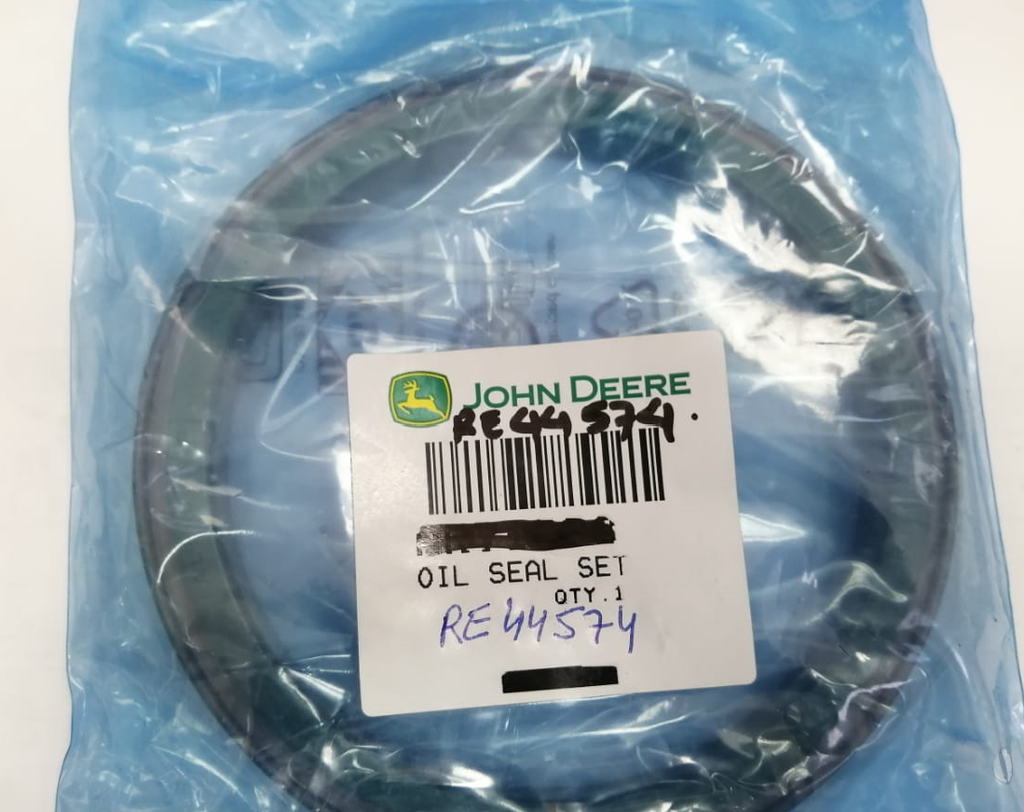 JOHN DEERE
RE44574.
OIL SEAL SET
QTY.1
RE44574